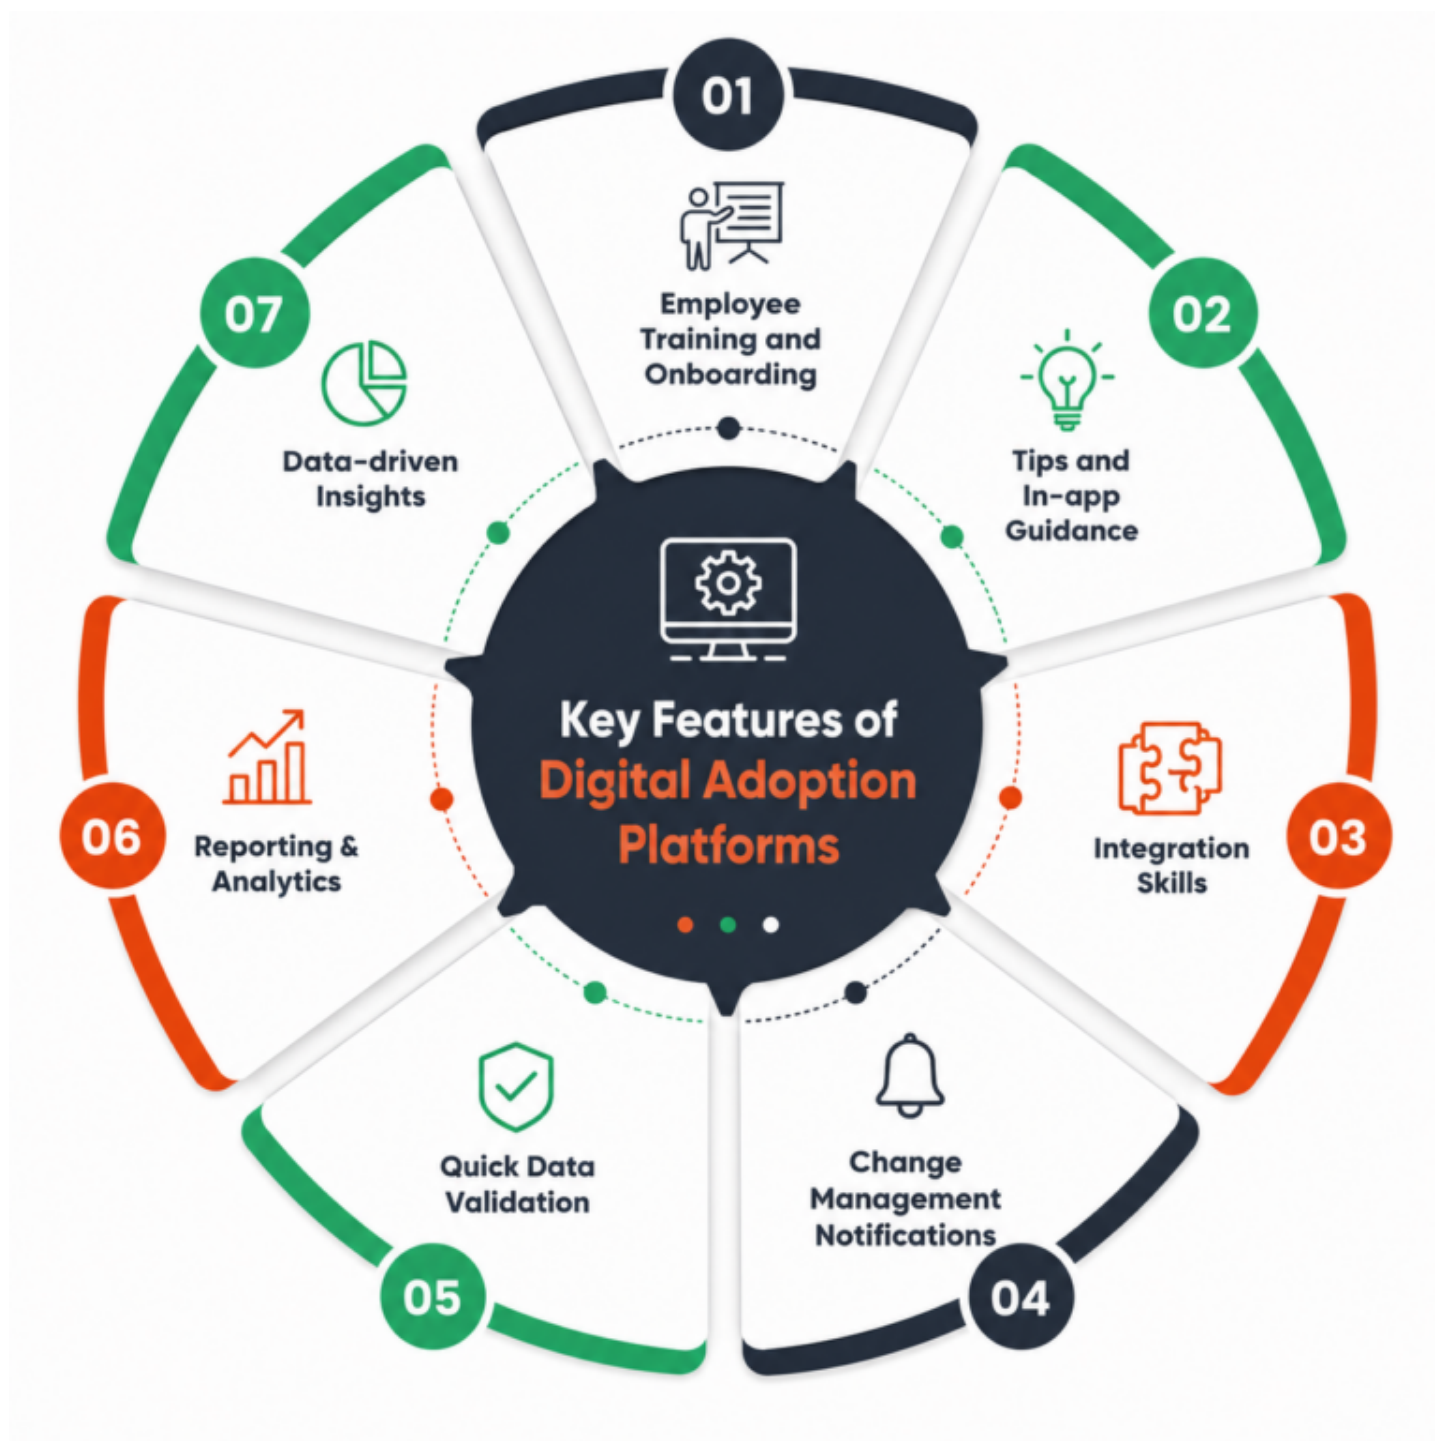 01
Employee
Training and
Onboarding
02
Tips and
In-app
Guidance
03
Integration
Skills
04
Change
Management
Notifications
05
Quick Data
Validation
06
Reporting &
Analytics
07
Data-driven
Insights
Key Features of
Digital Adoption
Platforms